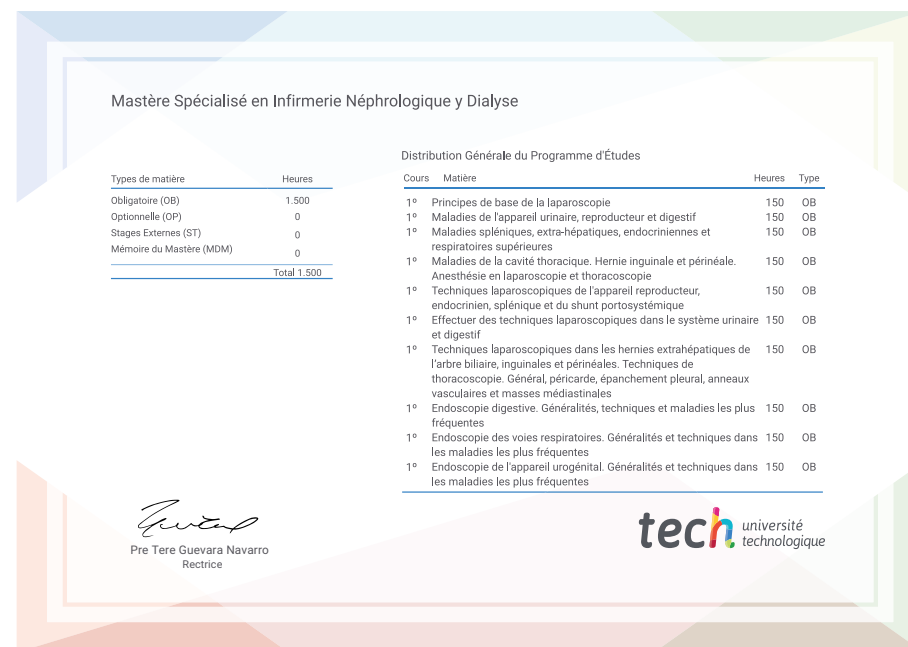 Mastère Spécialisé en Infirmerie Néphrologique y Dialyse
Types de matière Heures
Obligatoire (OB) 1.500
Optionnelle (OP) 0
Stages Externes (ST) 0
Mémoire du Mastère (MDM) 0
Total 1.500
Distribution Générale du Programme d'Études
Cours Matière Heures Type
1º Principes de base de la laparoscopie 150 OB
1º Maladies de l'appareil urinaire, reproducteur et digestif 150 OB
1º Maladies spléniques, extra-hépatiques, endocriniennes et 150 OB
respiratoires supérieures
1º Maladies de la cavité thoracique. Hernie inguinale et périnéale. 150 OB
Anesthésie en laparoscopie et thoracoscopie
1º Techniques laparoscopiques de l'appareil reproducteur, 150 OB
endocrinien, splénique et du shunt portosystémique
1º Effectuer des techniques laparoscopiques dans le système urinaire 150 OB
et digestif
1º Techniques laparoscopiques dans les hernies extrahépatiques de 150 OB
l'arbre biliaire, inguinales et périnéales. Techniques de
thoracoscopie. Général, péricarde, épanchement pleural, anneaux
vasculaires et masses médiastinales
1º Endoscopie digestive. Généralités, techniques et maladies les plus 150 OB
fréquentes
1º Endoscopie des voies respiratoires. Généralités et techniques dans 150 OB
les maladies les plus fréquentes
1º Endoscopie de l'appareil urogénital. Généralités et techniques dans 150 OB
les maladies les plus fréquentes
Pre Tere Guevara Navarro
Rectrice
tech université
technologique